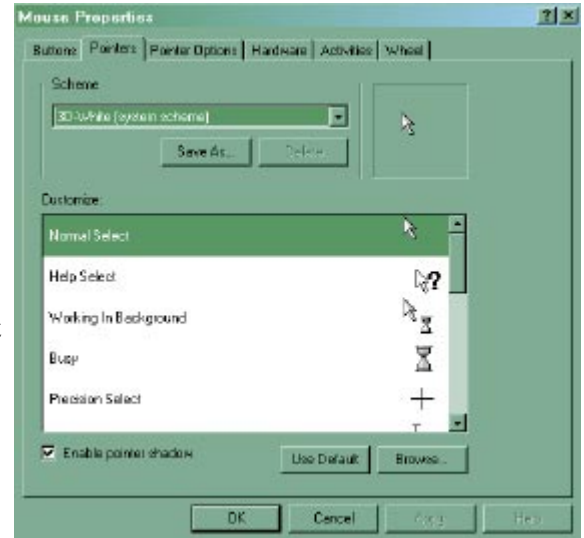 Mouse Properties
Buttons Pointers Pointer Options Hardware Activities Wheel
Scheme
3D-White (system scheme)
Save As... Delete
Customize:
Normal Select
Help Select
Working In Background
Busy
Precision Select
Enable pointer shadow
Use Default Browse...
OK Cancel Apply Help